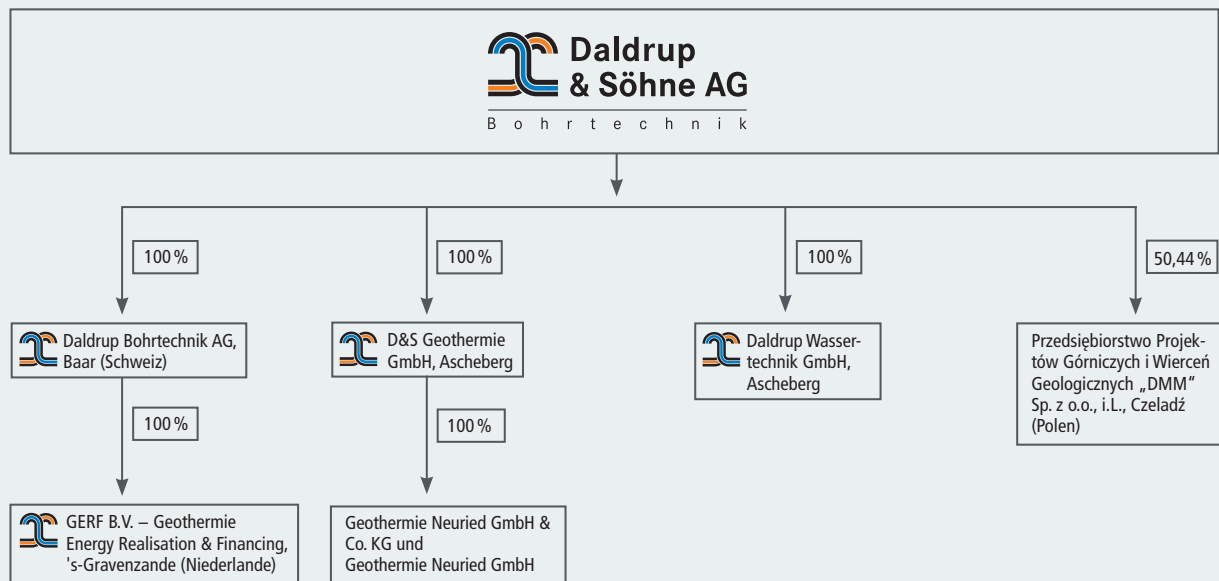 Daldrup
& Söhne AG
Bohrtechnik
100 %
100 %
100 %
50,44 %
Daldrup Bohrtechnik AG,
Baar (Schweiz)
D&S Geothermie
GmbH, Ascheberg
Daldrup Wasser-
technik GmbH,
Ascheberg
Przedsiębiorstwo Projek-
tów Górniczych i Wierceń
Geologicznych „DMM“
Sp. z o.o., i.L., Czeladź
(Polen)
100 %
100 %
GERF B.V. – Geothermie
Energy Realisation & Financing,
's-Gravenzande (Niederlande)
Geothermie Neuried GmbH &
Co. KG und
Geothermie Neuried GmbH